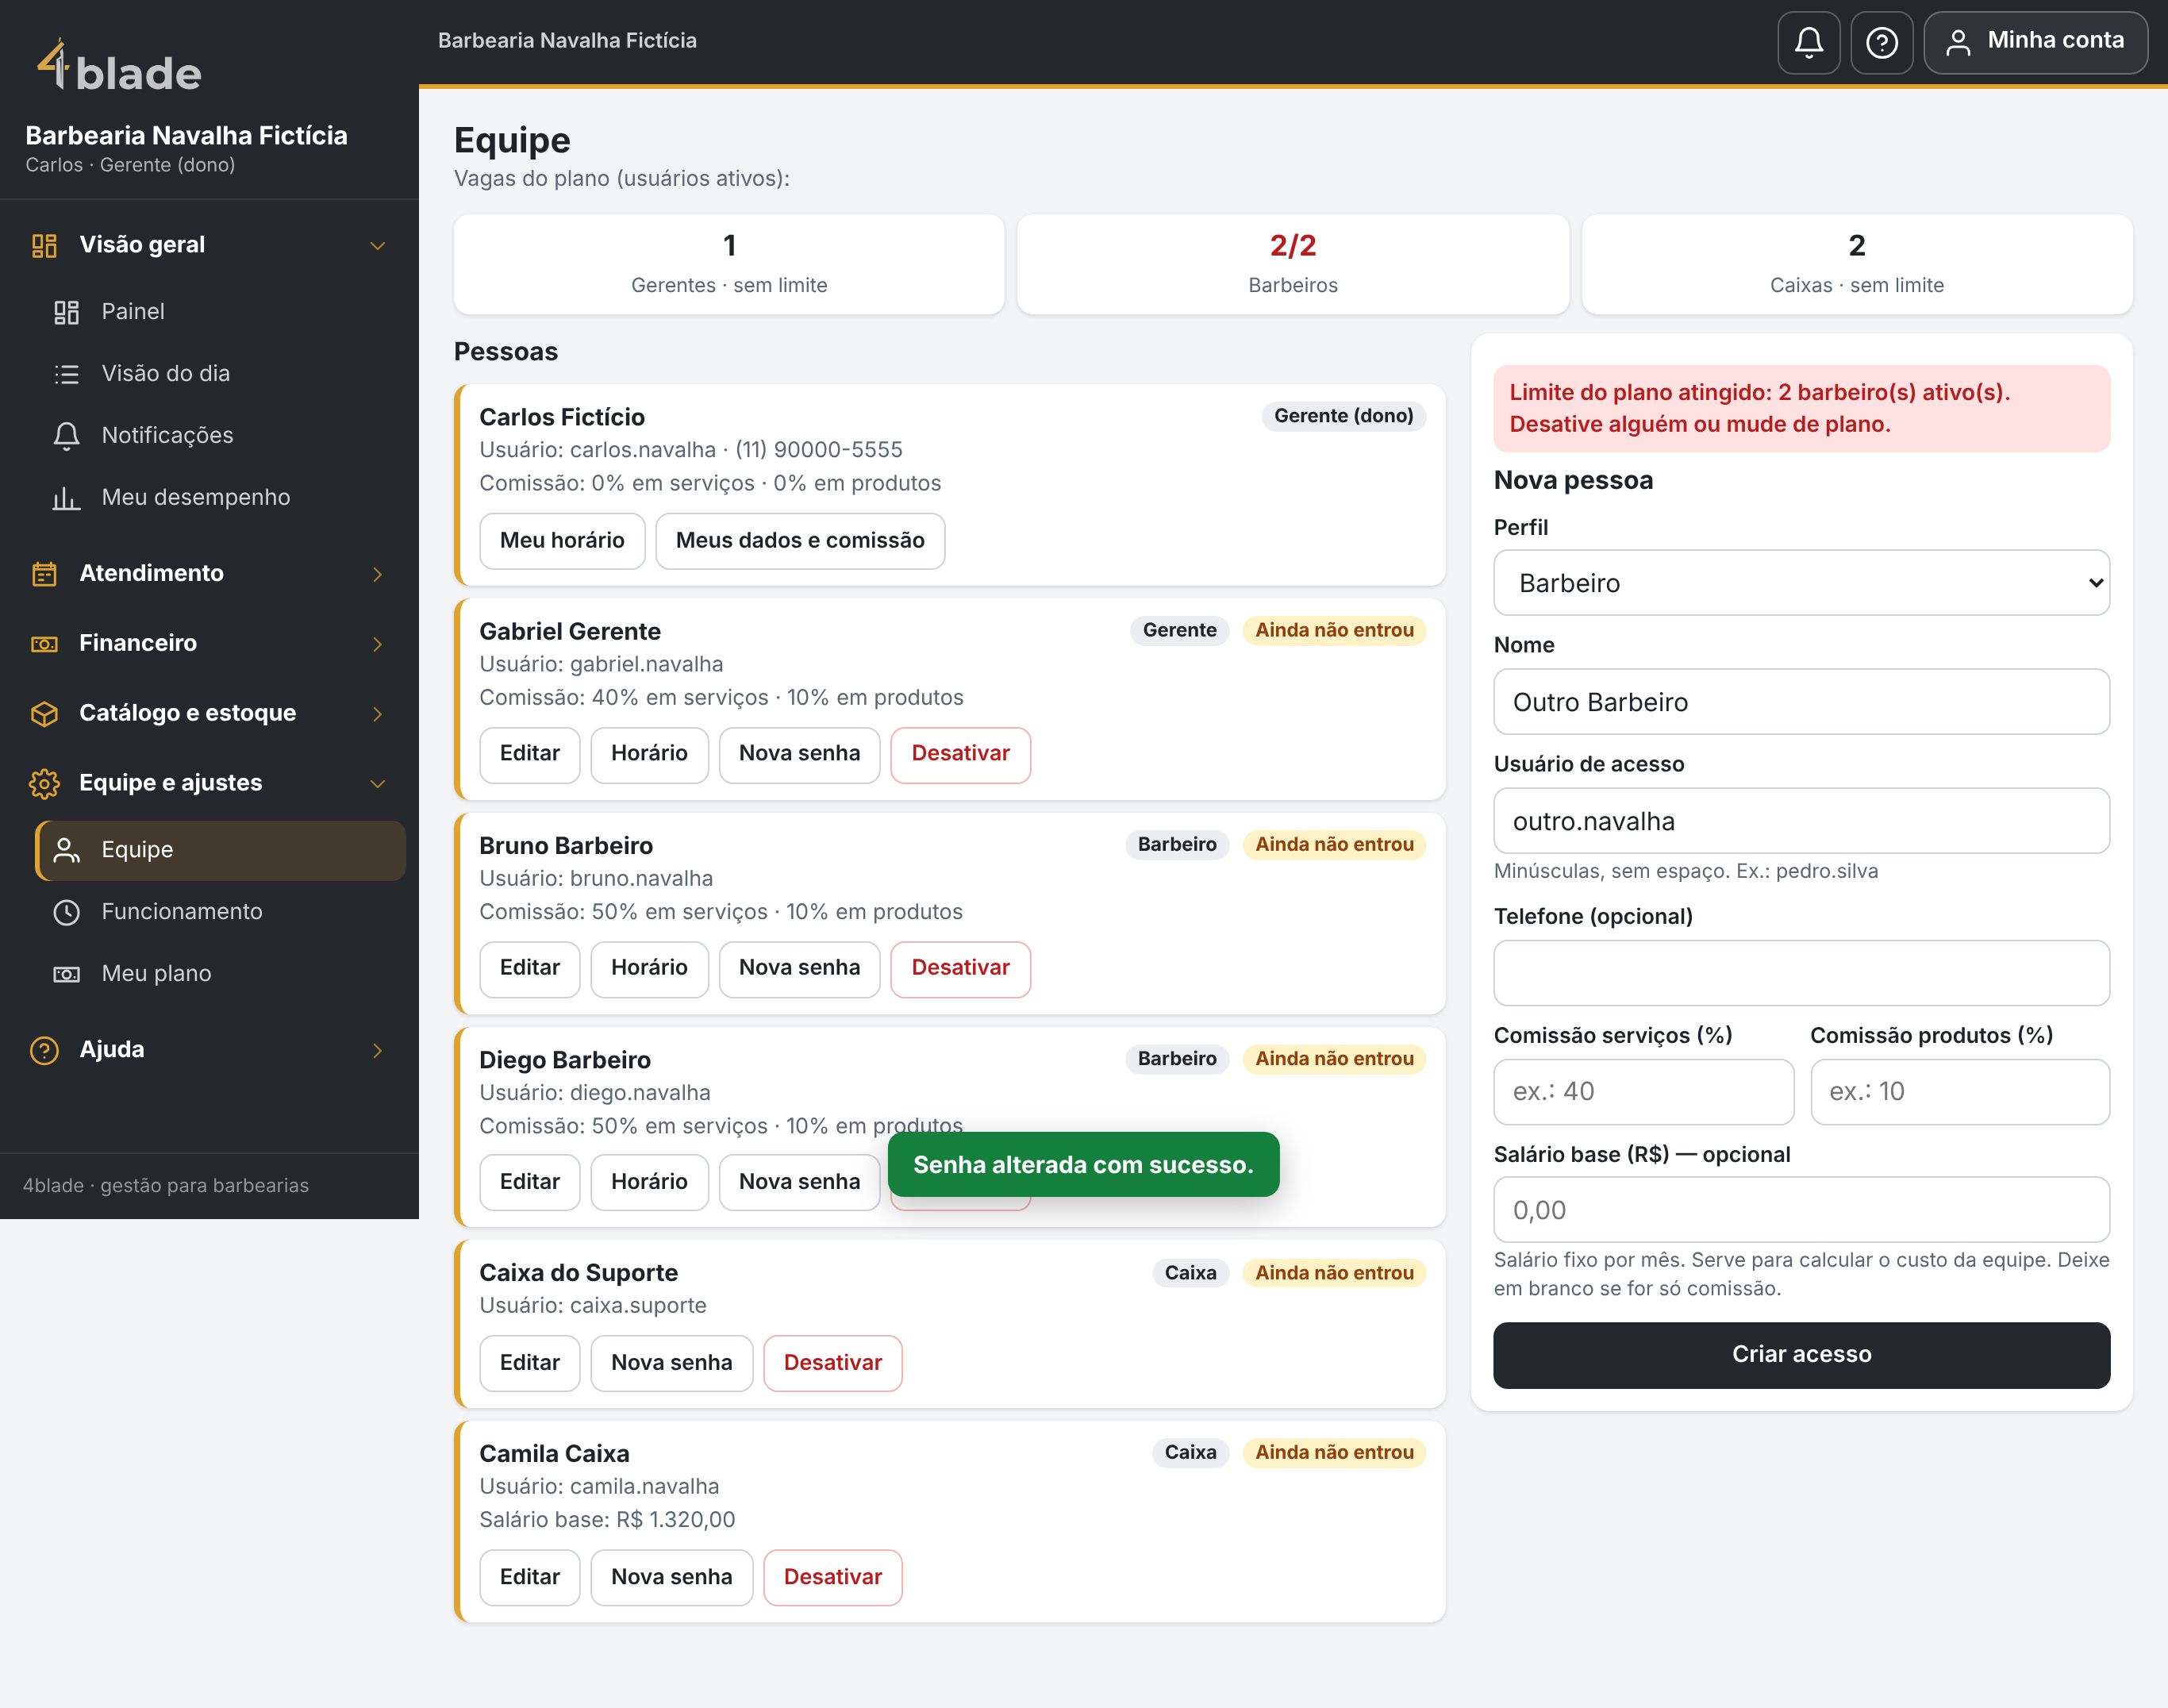 4blade
Barbearia Navalha Fictícia
Carlos · Gerente (dono)
Visão geral
Painel
Visão do dia
Notificações
Meu desempenho
Atendimento
Financeiro
Catálogo e estoque
Equipe e ajustes
Equipe
Funcionamento
Meu plano
Ajuda
4blade · gestão para barbearias
Barbearia Navalha Fictícia
Minha conta
Equipe
Vagas do plano (usuários ativos):
1
Gerentes · sem limite
2/2
Barbeiros
2
Caixas · sem limite
Pessoas
Carlos Fictício
Gerente (dono)
Usuário: carlos.navalha · (11) 90000-5555
Comissão: 0% em serviços · 0% em produtos
Meu horário
Meus dados e comissão
Gabriel Gerente
Gerente
Ainda não entrou
Usuário: gabriel.navalha
Comissão: 40% em serviços · 10% em produtos
Editar
Horário
Nova senha
Desativar
Bruno Barbeiro
Barbeiro
Ainda não entrou
Usuário: bruno.navalha
Comissão: 50% em serviços · 10% em produtos
Editar
Horário
Nova senha
Desativar
Diego Barbeiro
Barbeiro
Ainda não entrou
Usuário: diego.navalha
Comissão: 50% em serviços · 10% em produtos
Editar
Horário
Nova senha
Senha alterada com sucesso.
Caixa do Suporte
Caixa
Ainda não entrou
Usuário: caixa.suporte
Editar
Nova senha
Desativar
Camila Caixa
Caixa
Ainda não entrou
Usuário: camila.navalha
Salário base: R$ 1.320,00
Editar
Nova senha
Desativar
Limite do plano atingido: 2 barbeiro(s) ativo(s).
Desative alguém ou mude de plano.
Nova pessoa
Perfil
Barbeiro
Nome
Outro Barbeiro
Usuário de acesso
outro.navalha
Minúsculas, sem espaço. Ex.: pedro.silva
Telefone (opcional)
Comissão serviços (%)
Comissão produtos (%)
ex.: 40
ex.: 10
Salário base (R$) — opcional
0,00
Salário fixo por mês. Serve para calcular o custo da equipe. Deixe
em branco se for só comissão.
Criar acesso